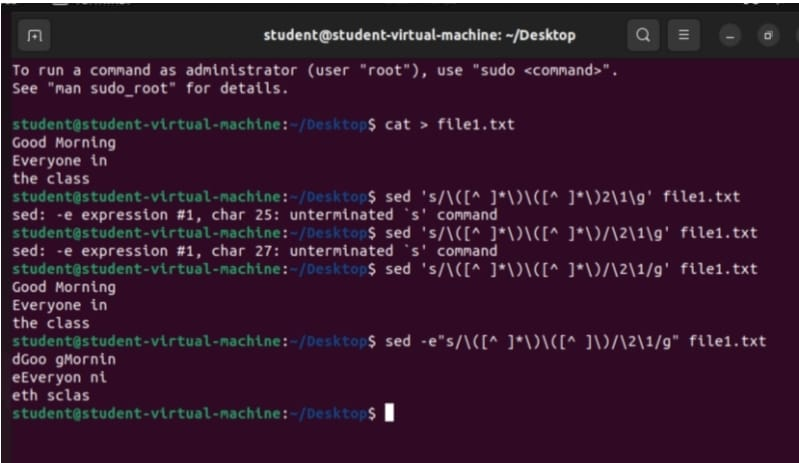 student@student-virtual-machine: ~/Desktop
To run a command as administrator (user "root"), use "sudo <command>".
See "man sudo_root" for details.
student@student-virtual-machine:~/Desktop$ cat > file1.txt
Good Morning
Everyone in
the class
student@student-virtual-machine:~/Desktop$ sed 's/\([^ ]*\)\([^ ]*\)2\1\g' file1.txt
sed: -e expression #1, char 25: unterminated `s' command
student@student-virtual-machine:~/Desktop$ sed 's/\([^ ]*\)\([^ ]*\)/\2\1\g' file1.txt
sed: -e expression #1, char 27: unterminated `s' command
student@student-virtual-machine:~/Desktop$ sed 's/\([^ ]*\)\([^ ]*\)/\2\1/g' file1.txt
Good Morning
Everyone in
the class
student@student-virtual-machine:~/Desktop$ sed -e"s/\([^ ]*\)\([^ ]\)/\2\1/g" file1.txt
dGoo gMornin
eEveryon ni
eth sclas
student@student-virtual-machine:~/Desktop$